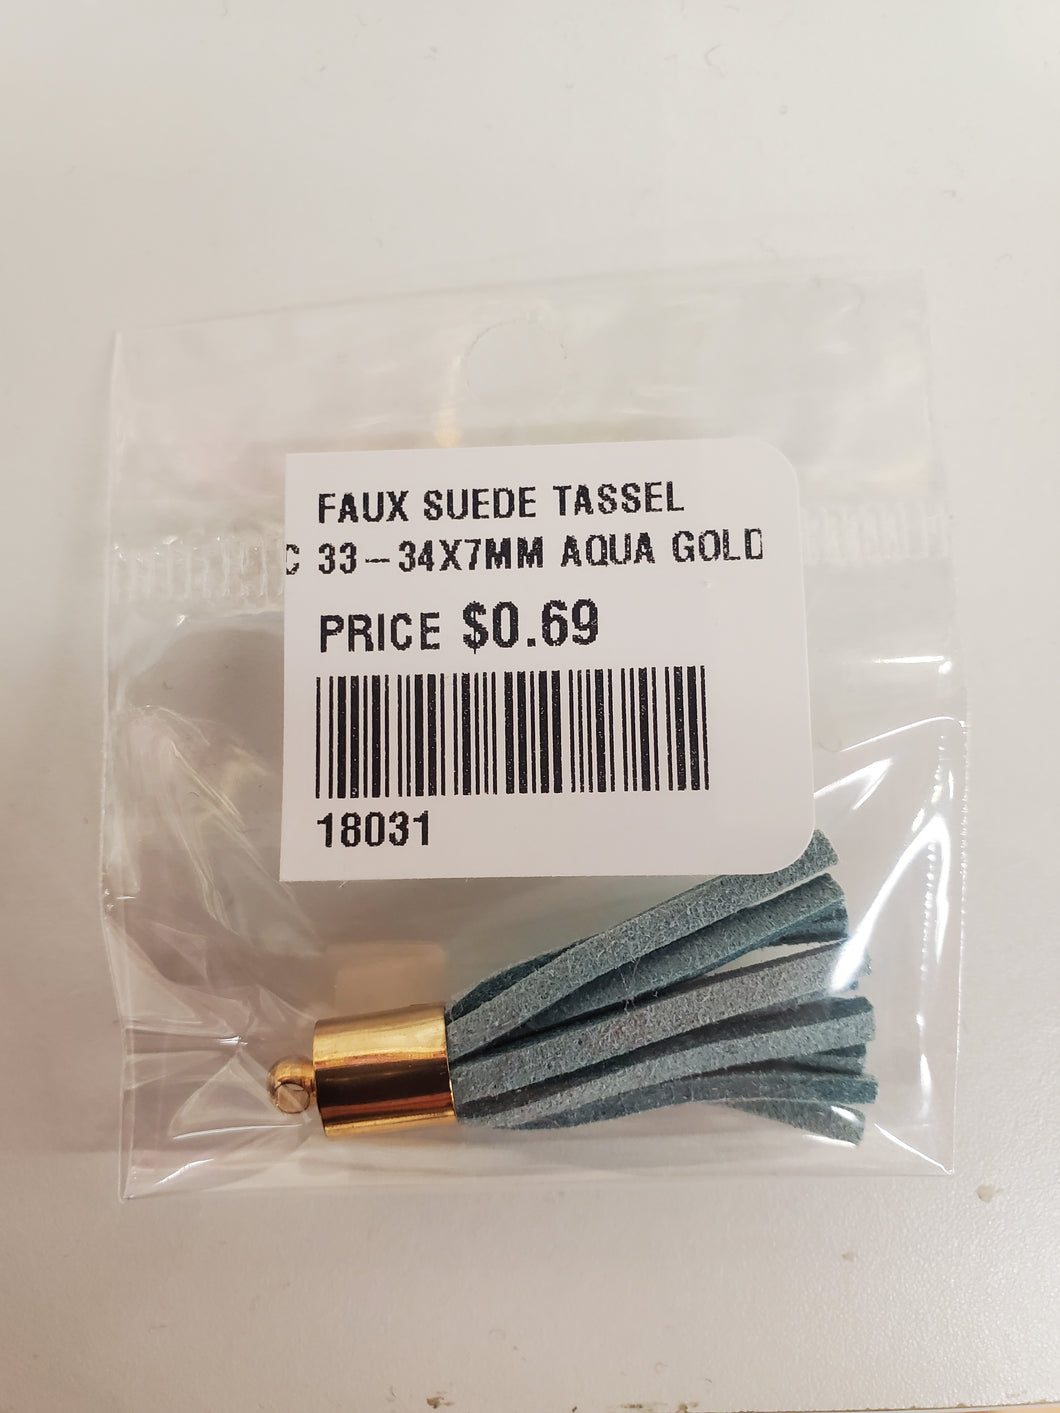 FAUX SUEDE TASSEL
C 33-34X7MM AQUA GOLD
PRICE $0.69
18031